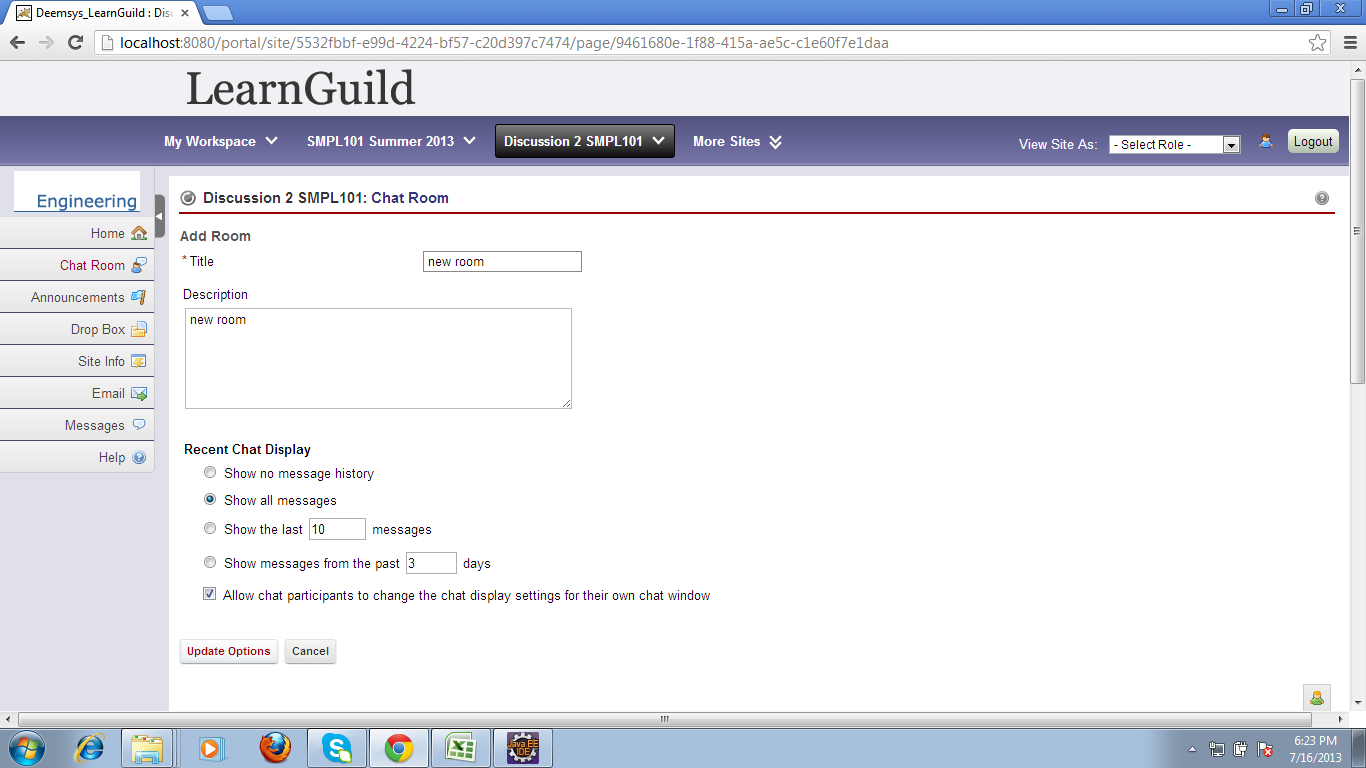 Deemsys_LearnGuild : Disc
localhost:8080/portal/site/5532fbbf-e99d-4224-bf57-c20d397c7474/page/9461680e-1f88-415a-ae5c-c1e60f7e1daa
LearnGuild
My Workspace SMPL101 Summer 2013 Discussion 2 SMPL101 More Sites View Site As: - Select Role - Logout
Engineering
Home
Chat Room
Announcements
Drop Box
Site Info
Email
Messages
Help
Discussion 2 SMPL101: Chat Room
Add Room
* Title new room
Description
new room
Recent Chat Display
Show no message history
Show all messages
Show the last 10 messages
Show messages from the past 3 days
Allow chat participants to change the chat display settings for their own chat window
Update Options Cancel
Java EE
IDE
6:23 PM
7/16/2013